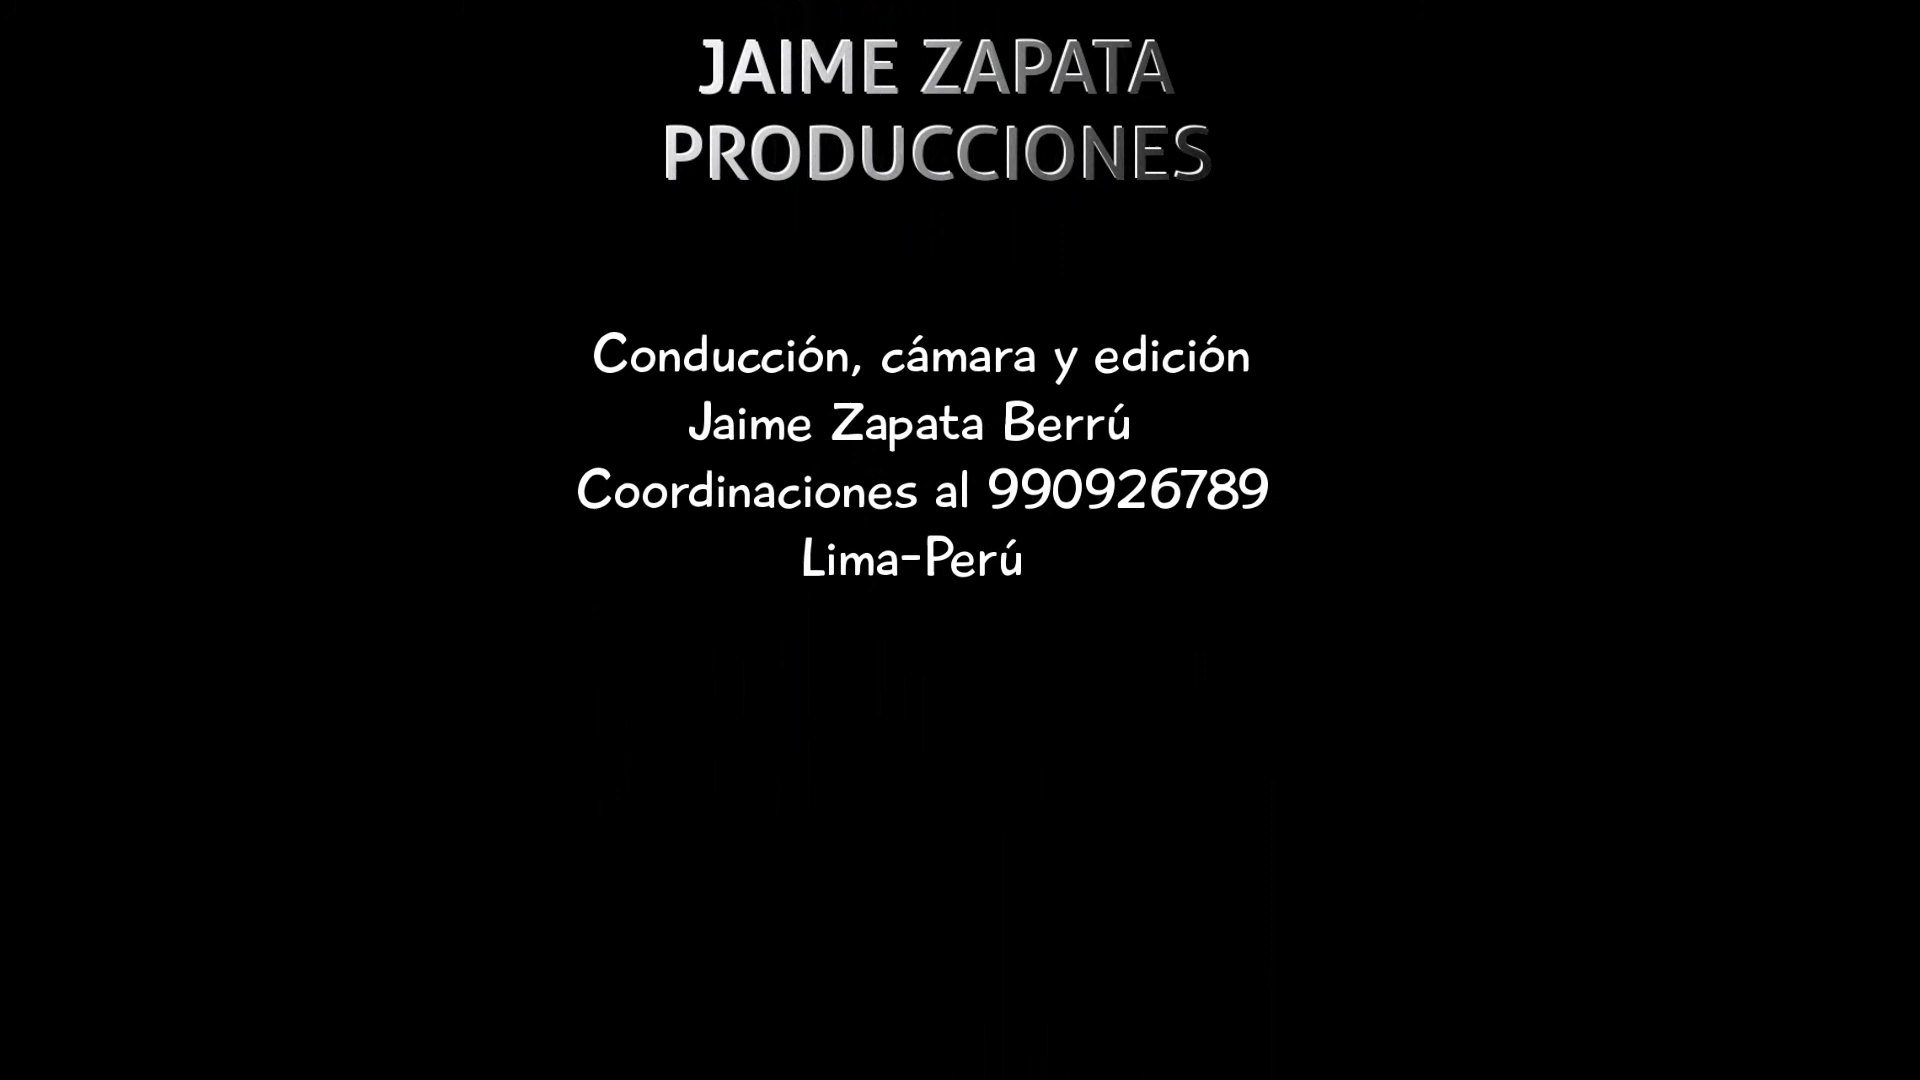 JAIME ZAPATA
PRODUCCIONES
Conducción, cámara y edición
Jaime Zapata Berrú
Coordinaciones al 990926789
Lima-Perú